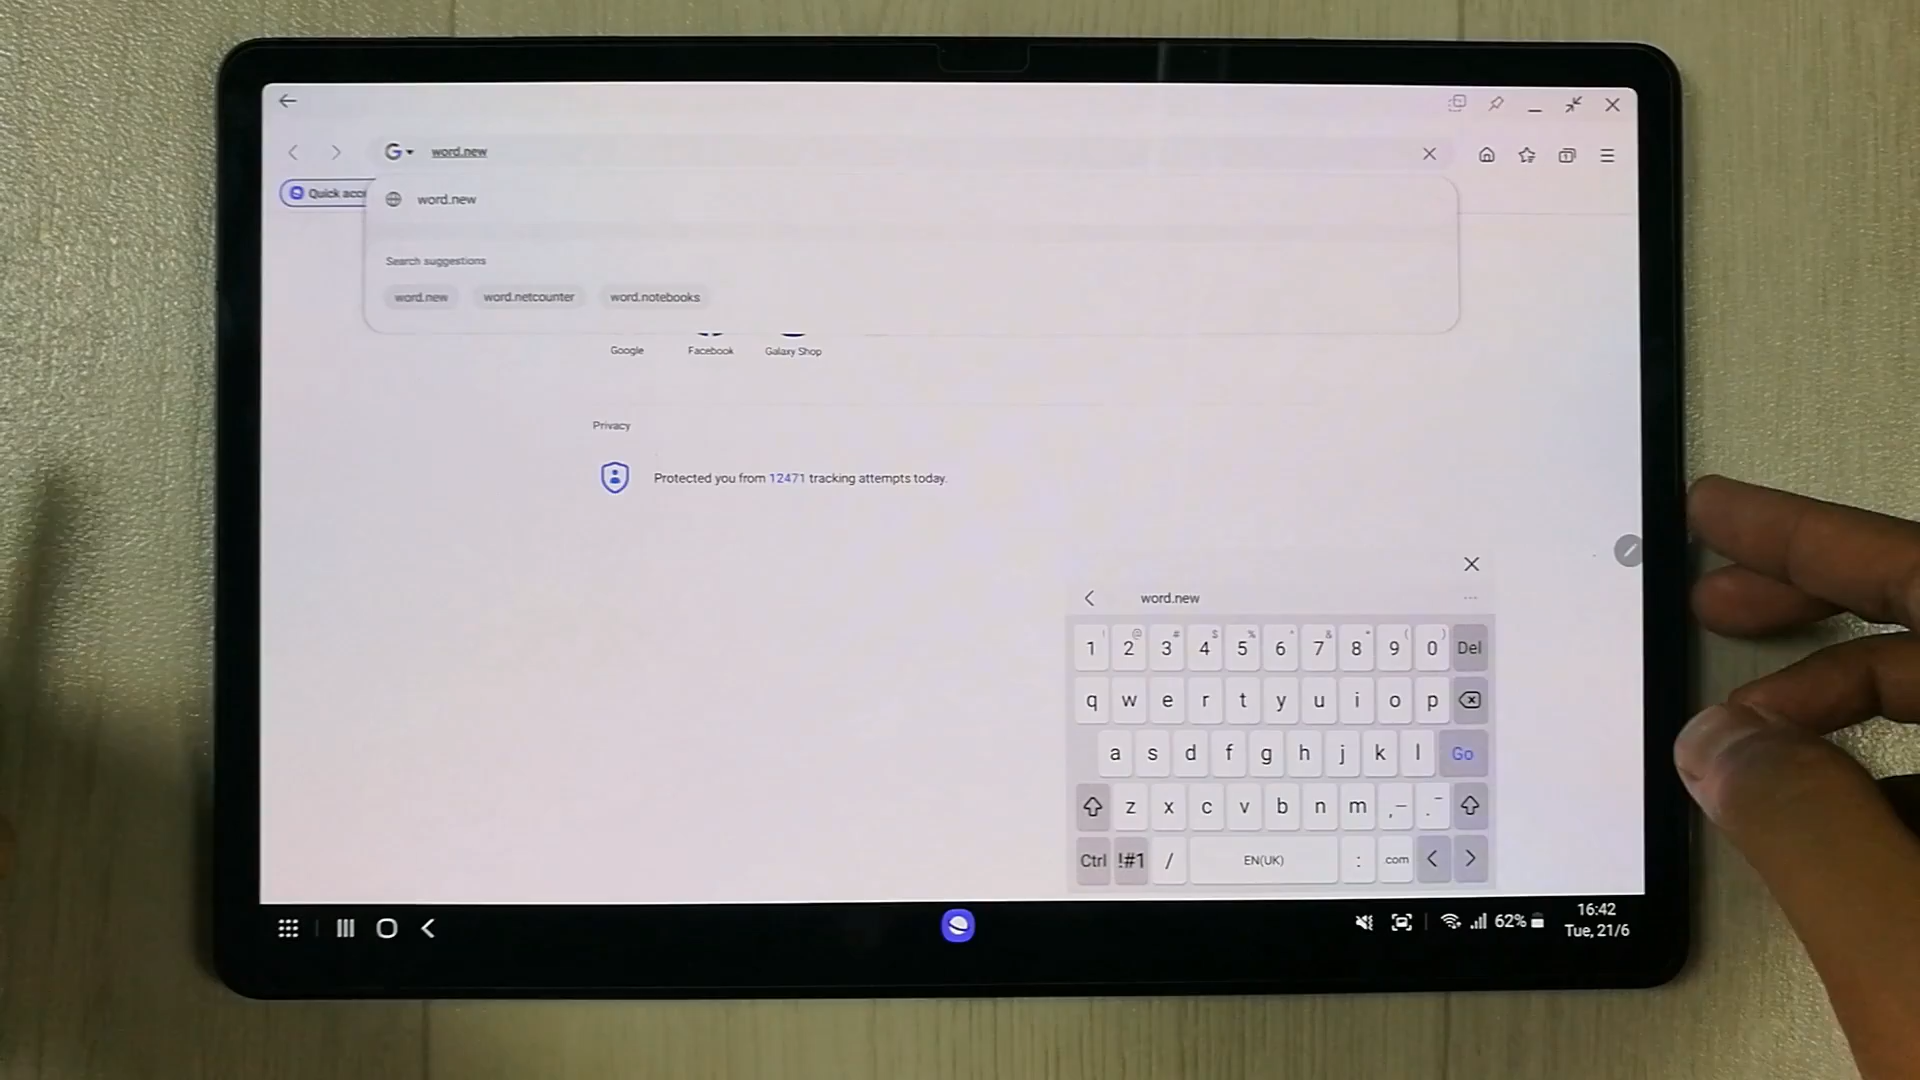 G word.new
Quick acc
word.new
Search suggestions
word.new word.netcounter word.notebooks
Google Facebook Galaxy Shop
Privacy
Protected you from 12471 tracking attempts today.
word.new ...
! @ # $ % ^ & * ( )
1 2 3 4 5 6 7 8 9 0 Del
q w e r t y u i o p
a s d f g h j k l Go
z x c v b n m , .
Ctrl !#1 / EN(UK) : .com < >
62% 16:42
Tue, 21/6